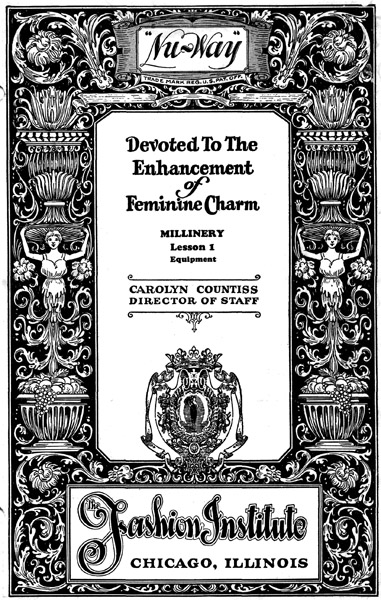 "Nu-Way"
TRADE MARK REG. U.S. PAT. OFF.
Devoted To The
Enhancement
of
Feminine Charm
MILLINERY
Lesson 1
Equipment
CAROLYN COUNTISS
DIRECTOR OF STAFF
The
Fashion Institute
CHICAGO, ILLINOIS